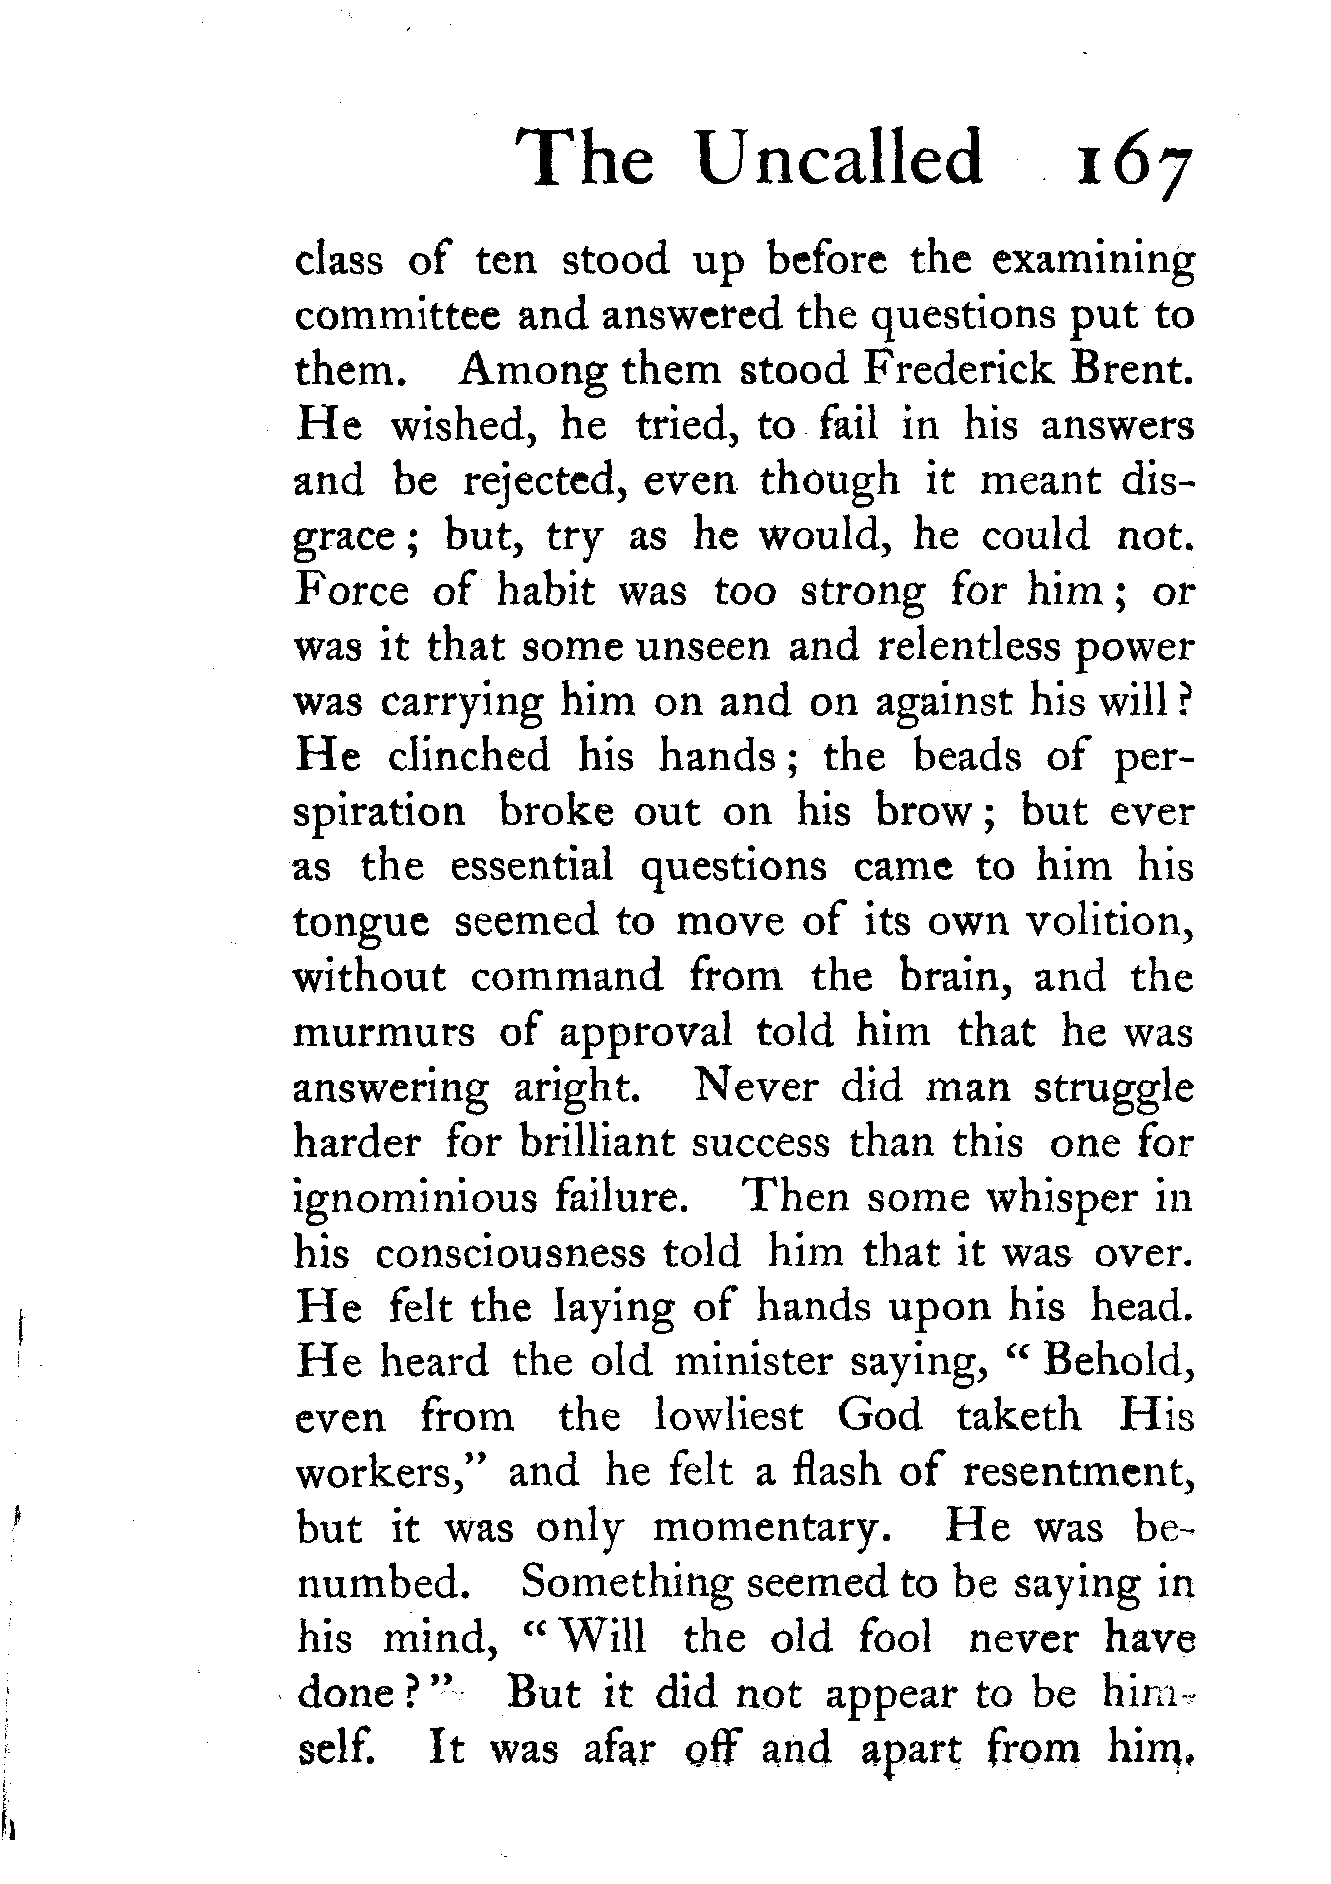 The Uncalled 167
class of ten stood up before the examining
committee and answered the questions put to
them. Among them stood Frederick Brent.
He wished, he tried, to fail in his answers
and be rejected, even though it meant dis-
grace ; but, try as he would, he could not.
Force of habit was too strong for him ; or
was it that some unseen and relentless power
was carrying him on and on against his will ?
He clinched his hands ; the beads of per-
spiration broke out on his brow ; but ever
as the essential questions came to him his
tongue seemed to move of its own volition,
without command from the brain, and the
murmurs of approval told him that he was
answering aright. Never did man struggle
harder for brilliant success than this one for
ignominious failure. Then some whisper in
his consciousness told him that it was over.
He felt the laying of hands upon his head.
He heard the old minister saying, “ Behold,
even from the lowliest God taketh His
workers,” and he felt a flash of resentment,
but it was only momentary. He was be-
numbed. Something seemed to be saying in
his mind, “ Will the old fool never have
done ? ” But it did not appear to be him-
self. It was afar off and apart from him.